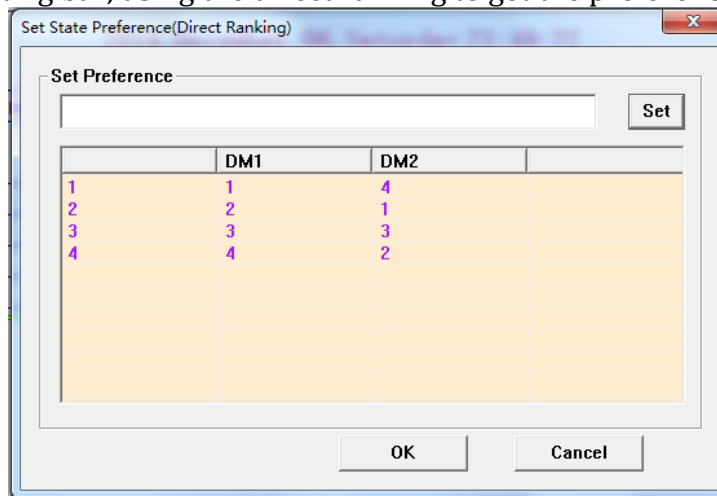 Set State Preference(Direct Ranking)
x
Set Preference
Set
DM1 DM2
1 1 4
2 2 1
3 3 3
4 4 2
OK Cancel